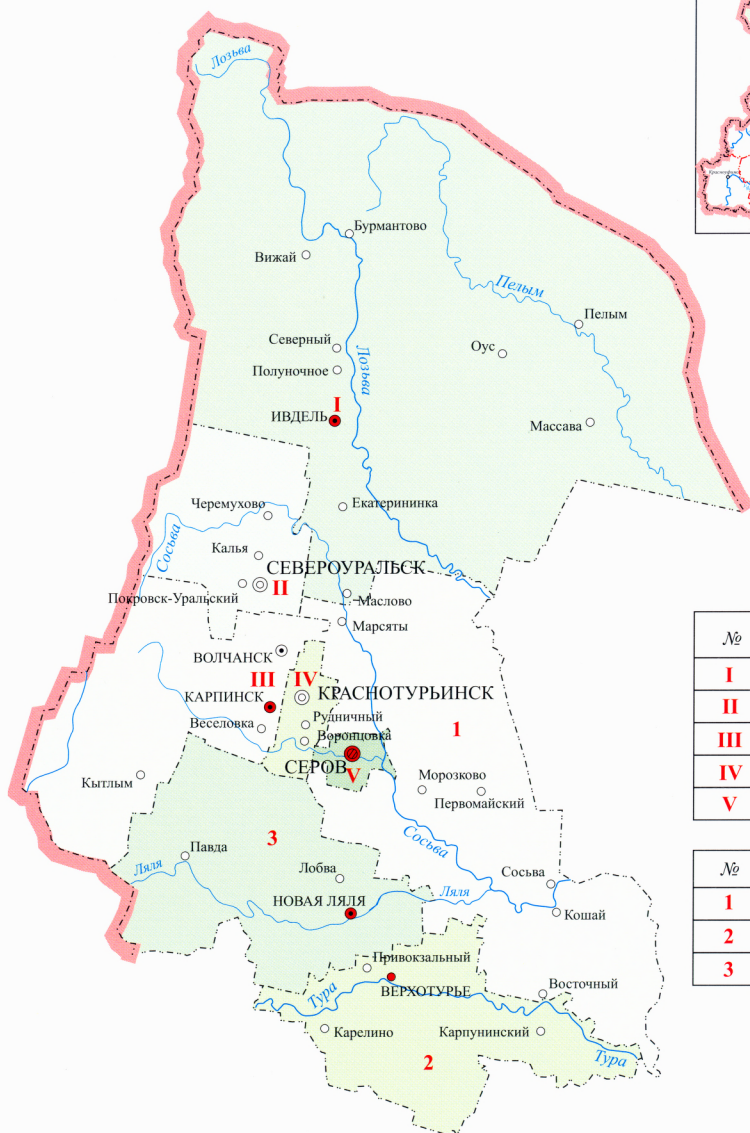 Лозьва
Бурмантово
Вижай
Пелым
Пелым
Северный
Оус
Лозьва
Полуночное
I
ИВДЕЛЬ
Массава
Черемухово
Екатерининка
Сосьва
Калья
СЕВЕРОУРАЛЬСК
II
Покровск-Уральский
Маслово
Марсяты
№
ВОЛЧАНСК
I
III
IV
II
КАРПИНСК
КРАСНОТУРЬИНСК
Веселовка
Рудничный
1
III
Воронцовка
СЕРОВ
V
IV
Кытлым
Морозково
Первомайский
V
3
Сосьва
Павда
Ляля
Лобва
Сосьва
№
Ляля
НОВАЯ ЛЯЛЯ
Кошай
1
2
Привокзальный
3
ВЕРХОТУРЬЕ
Восточный
Тура
Карелино
Карпунинский
Тура
2